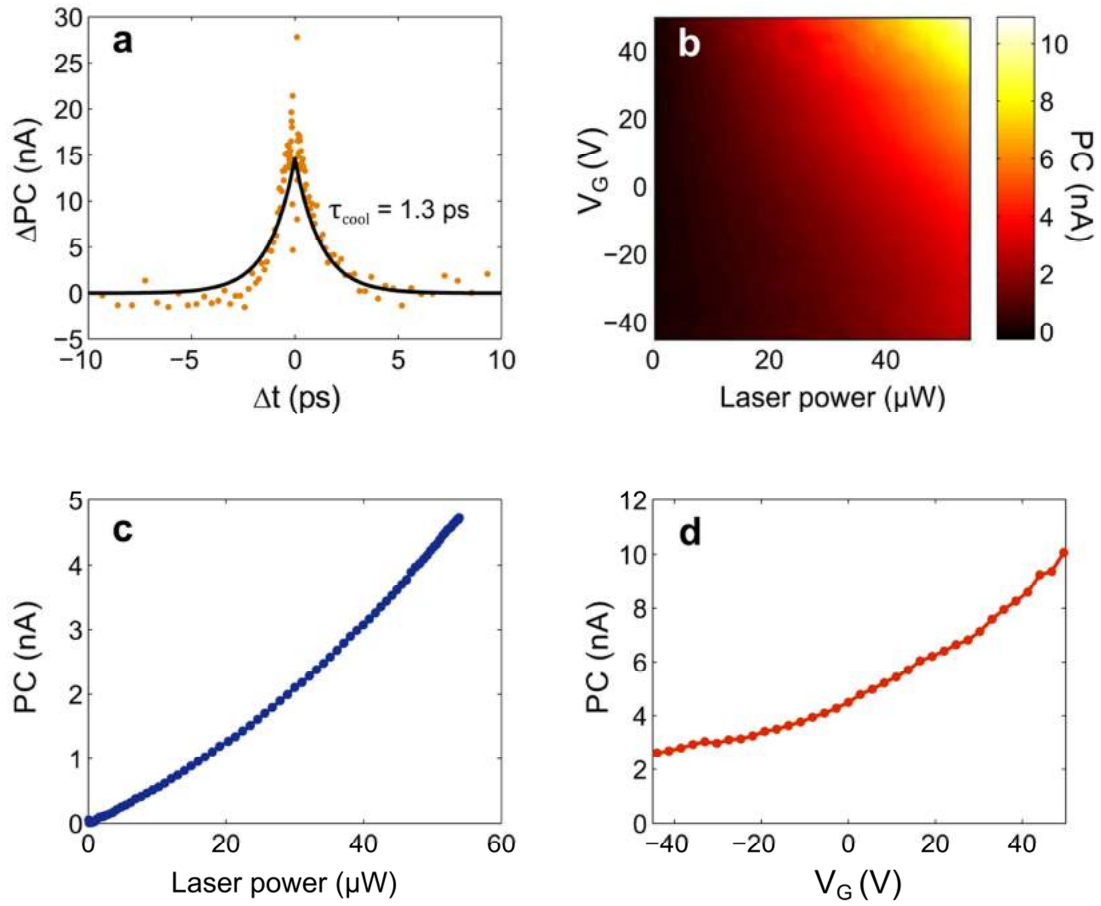 a
30
25
20
15
10
5
0
−5
ΔPC (nA)
τcool = 1.3 ps
−10 −5 0 5 10
Δt (ps)
b
40
20
0
−20
−40
V_G (V)
0 20 40
Laser power (µW)
10
8
6
4
2
0
PC (nA)
c
5
4
3
2
1
0
PC (nA)
0 20 40 60
Laser power (µW)
d
12
10
8
6
4
2
0
PC (nA)
−40 −20 0 20 40
V_G (V)